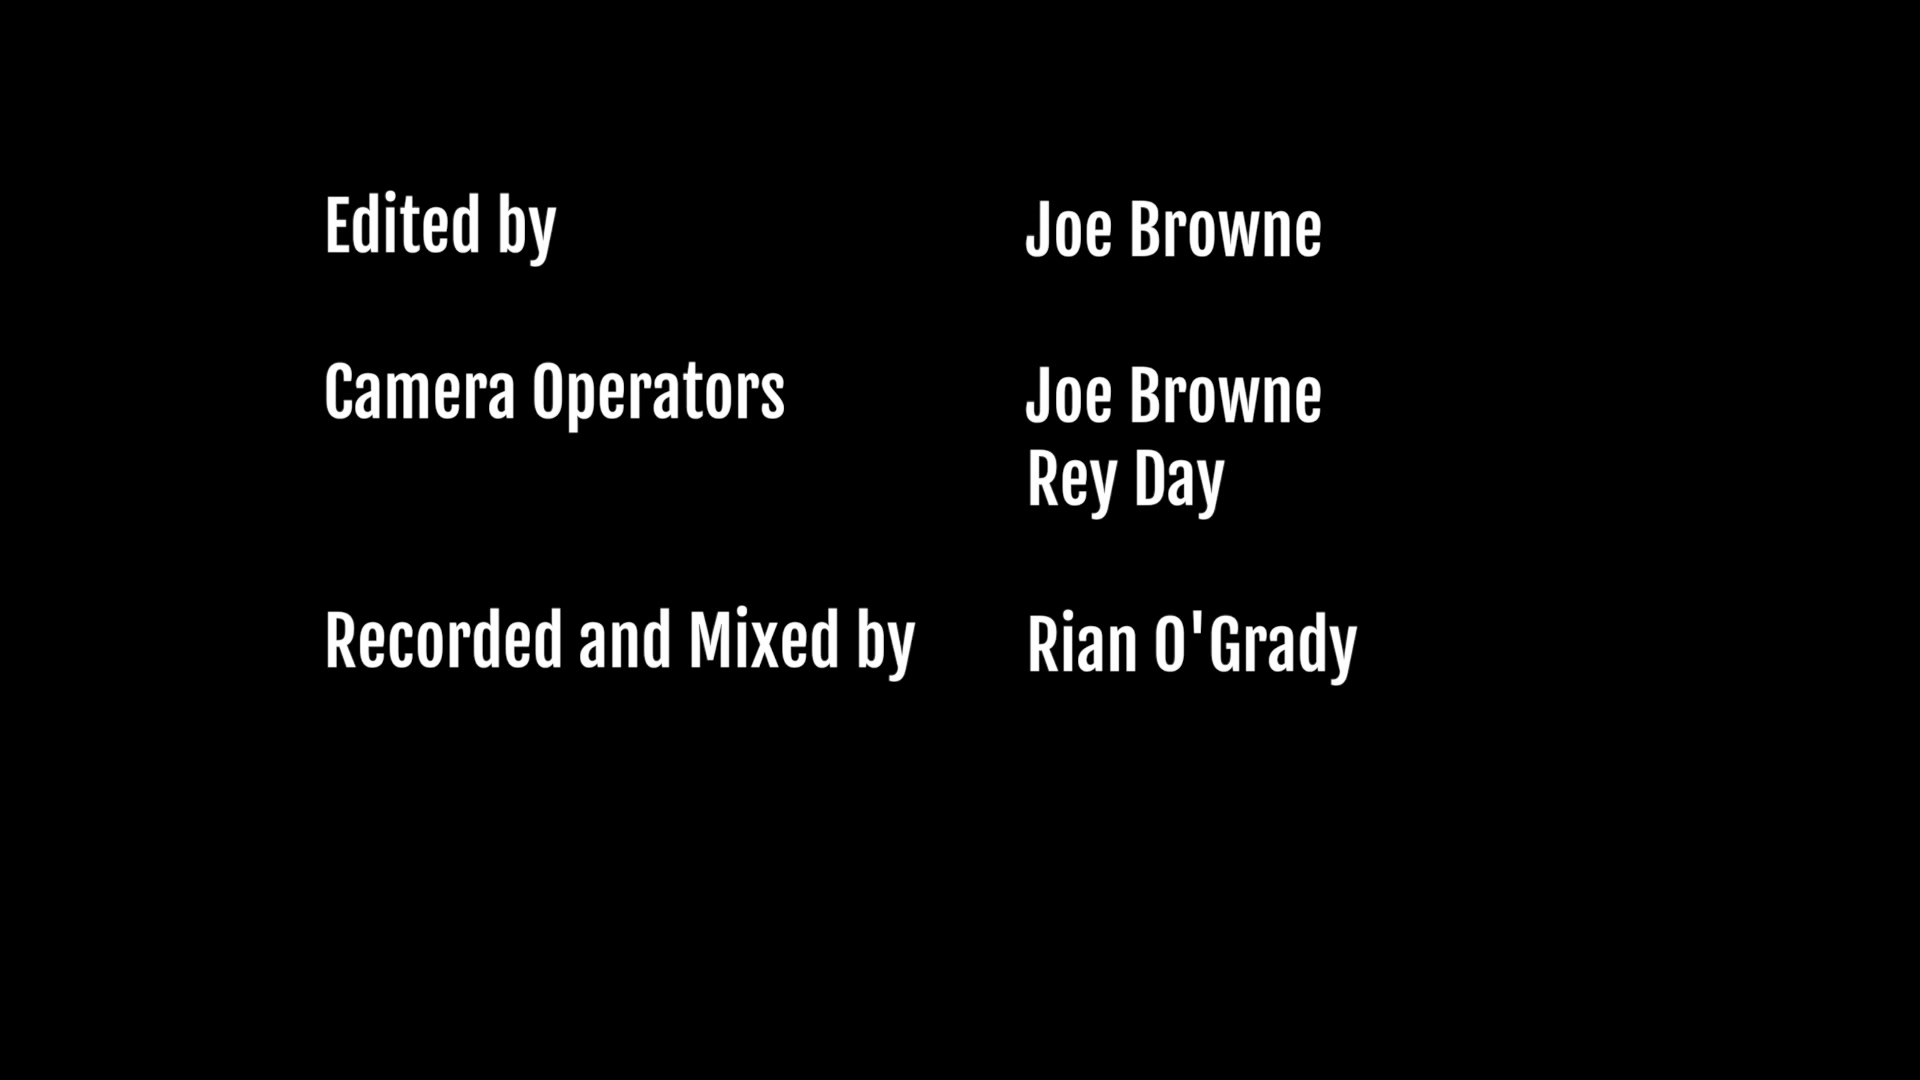 Edited by Joe Browne
Camera Operators Joe Browne
Rey Day
Recorded and Mixed by Rian O'Grady